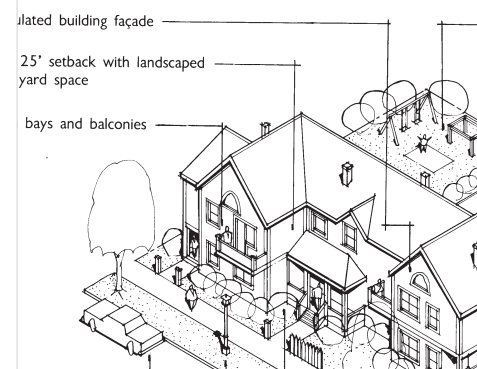 ulated building façade
25' setback with landscaped
yard space
bays and balconies